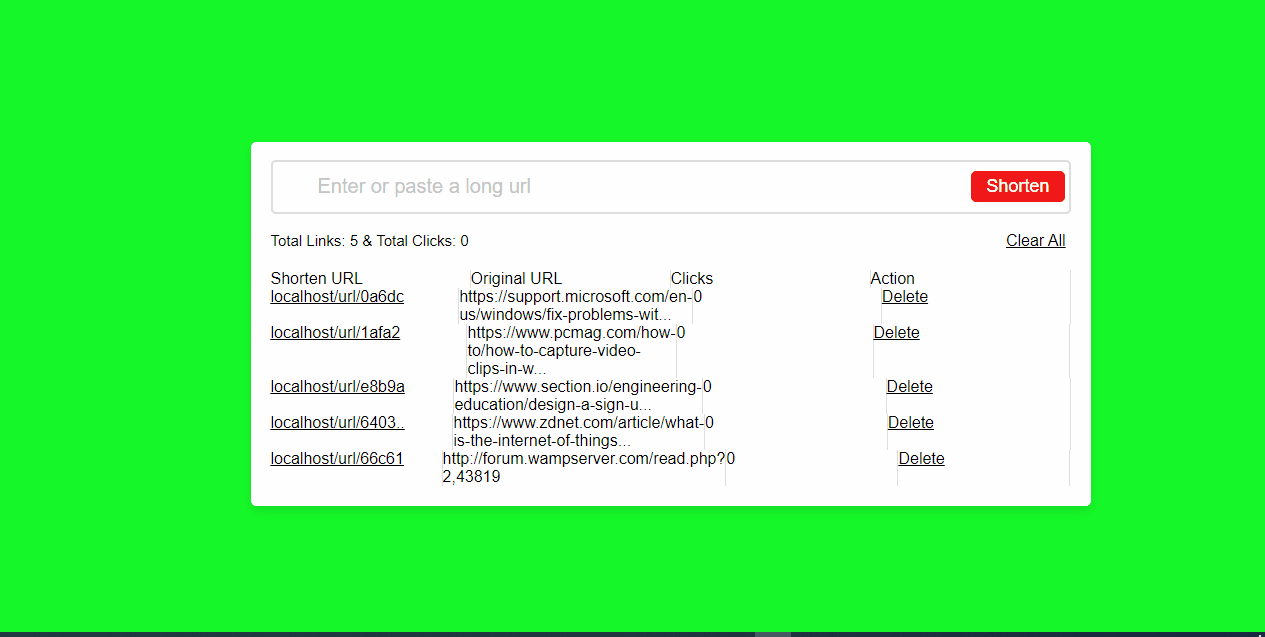 Enter or paste a long url Shorten
Total Links: 5 & Total Clicks: 0 Clear All
Shorten URL Original URL Clicks Action
localhost/url/0a6dc https://support.microsoft.com/en- 0 Delete
us/windows/fix-problems-wit...
localhost/url/1afa2 https://www.pcmag.com/how- 0 Delete
to/how-to-capture-video-
clips-in-w...
localhost/url/e8b9a https://www.section.io/engineering- 0 Delete
education/design-a-sign-u...
localhost/url/6403.. https://www.zdnet.com/article/what- 0 Delete
is-the-internet-of-things...
localhost/url/66c61 http://forum.wampserver.com/read.php? 0 Delete
2,43819